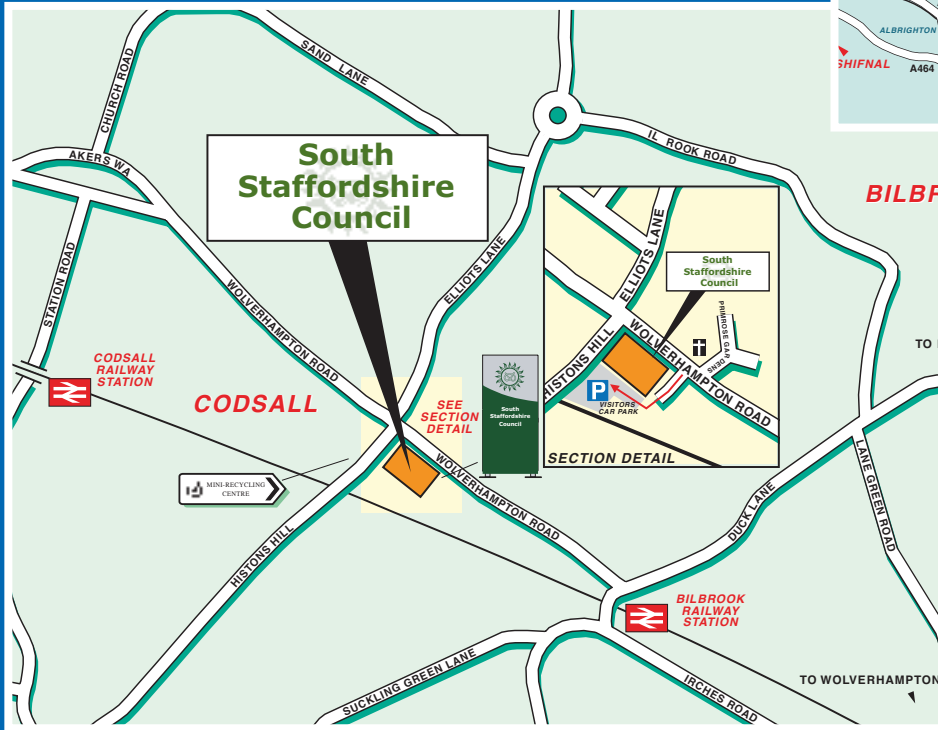 ALBRIGHTON
SHIFNAL
A464
CHURCH ROAD
SAND LANE
AKERS WA
IL ROOK ROAD
BILBR
South
Staffordshire
Council
STATION ROAD
WOLVERHAMPTON ROAD
ELLIOTS LANE
ELLIOTS LANE
South
Staffordshire
Council
PRIMROSE GAR
DENS
HISTONS HILL
WOLVERHAMPTON ROAD
P
VISITORS
CAR PARK
SECTION DETAIL
TO
CODSALL
RAILWAY
STATION
CODSALL
SEE
SECTION
DETAIL
South
Staffordshire
Council
MINI-RECYCLING
CENTRE
WOLVERHAMPTON ROAD
HISTONS HILL
DUCK LANE
LANE GREEN ROAD
BILBROOK
RAILWAY
STATION
SUCKLING GREEN LANE
IRCHES ROAD
TO WOLVERHAMPTON